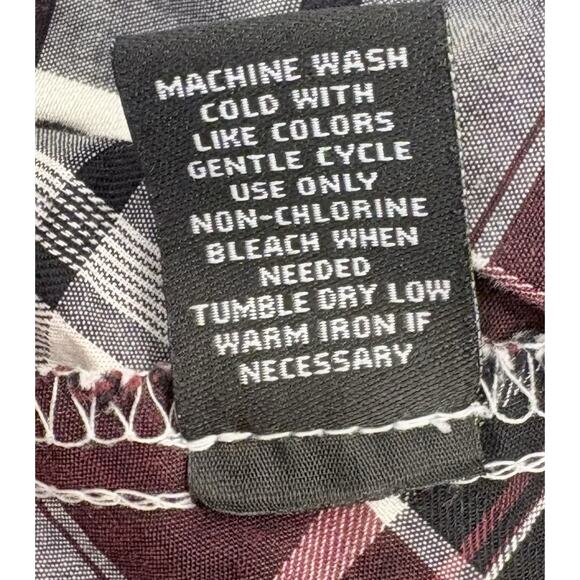 MACHINE WASH
COLD WITH
LIKE COLORS
GENTLE CYCLE
USE ONLY
NON-CHLORINE
BLEACH WHEN
NEEDED
TUMBLE DRY LOW
WARM IRON IF
NECESSARY